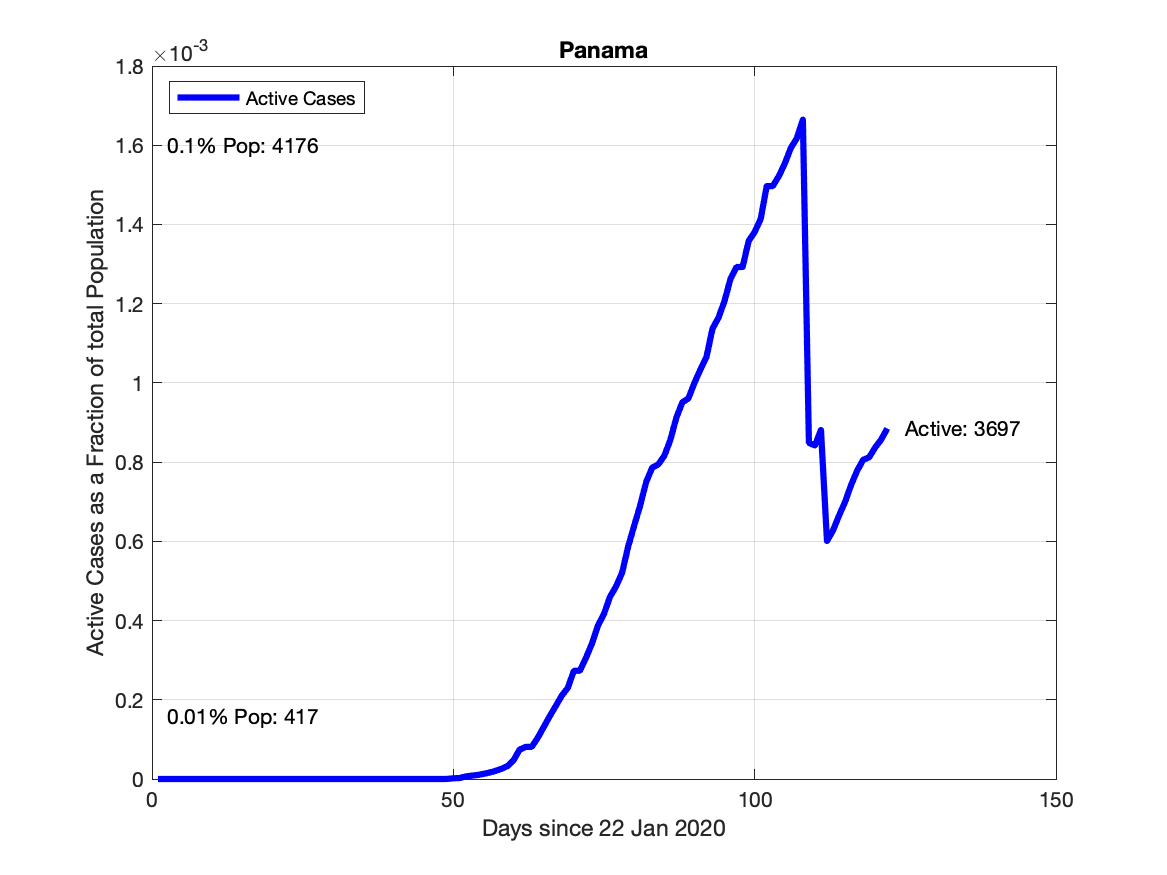 Panama
×10-3
1.8
1.6
1.4
1.2
1
0.8
0.6
0.4
0.2
0
Active Cases
0.1% Pop: 4176
Active: 3697
0.01% Pop: 417
Active Cases as a Fraction of total Population
0 50 100 150
Days since 22 Jan 2020